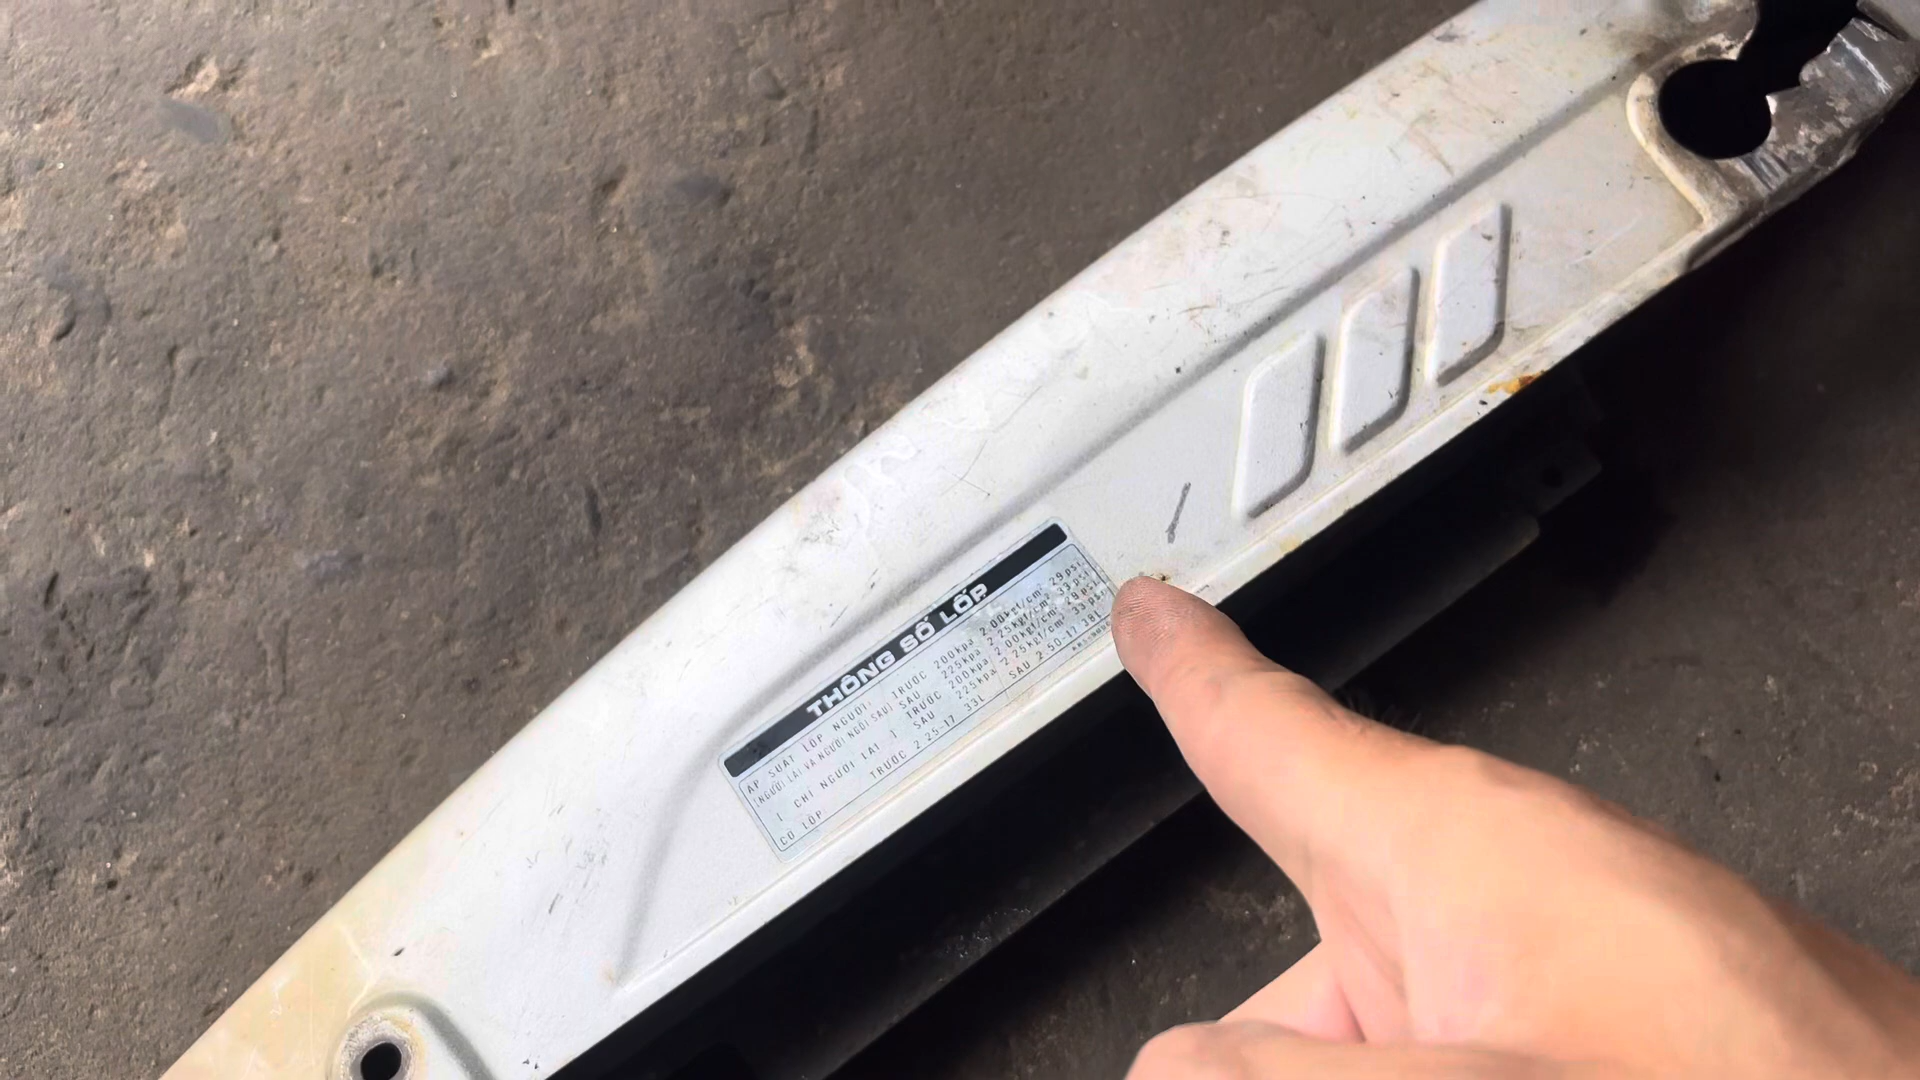 THÔNG SỐ LỐP
ÁP SUẤT LỐP NGUỘI: TRƯỚC 200kpa 2.00kgf/cm² 29psi
(NGƯỜI LÁI VÀ NGƯỜI NGỒI SAU) SAU 225kpa 2.25kgf/cm² 33psi
( CHỈ NGƯỜI LÁI ) TRƯỚC 200kpa 2.00kgf/cm² 29psi
SAU 225kpa 2.25kgf/cm² 33psi
CỠ LỐP: TRƯỚC 2.25-17 33L SAU 2.50-17 38L